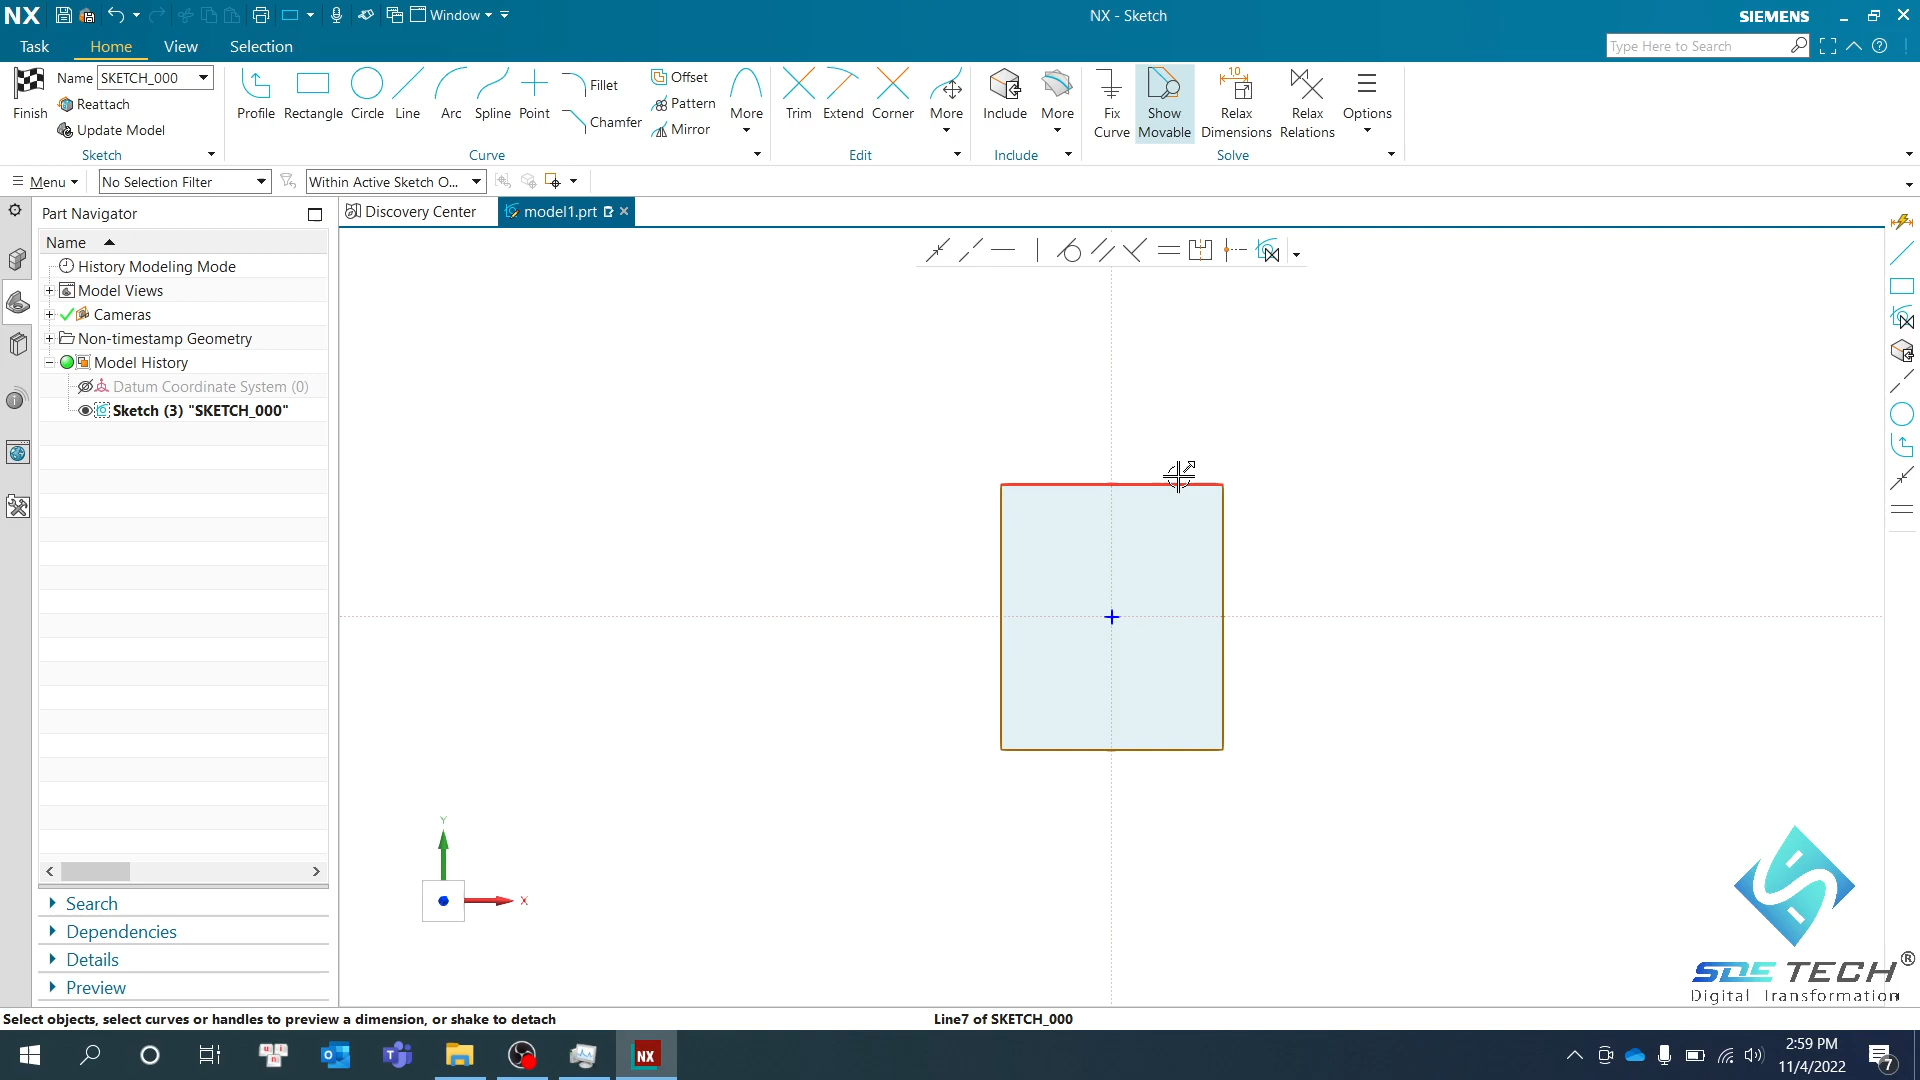 NX
Window
NX - Sketch
SIEMENS
Task
Home
View
Selection
Type Here to Search
Finish
Name SKETCH_000
Reattach
Update Model
Sketch
Profile
Rectangle
Circle
Line
Arc
Spline
Point
Fillet
Chamfer
Offset
Pattern
Mirror
More
Curve
Trim
Extend
Corner
More
Edit
Include
More
Include
Fix
Curve
Show
Movable
1,0
Relax
Dimensions
Relax
Relations
Options
Solve
Menu
No Selection Filter
Within Active Sketch O...
Part Navigator
Discovery Center
model1.prt
Name
History Modeling Mode
Model Views
Cameras
Non-timestamp Geometry
Model History
Datum Coordinate System (0)
Sketch (3) "SKETCH_000"
Y
X
Search
Dependencies
Details
Preview
SDE TECH®
Digital Transformation
Select objects, select curves or handles to preview a dimension, or shake to detach
Line7 of SKETCH_000
NX
2:59 PM
11/4/2022
7